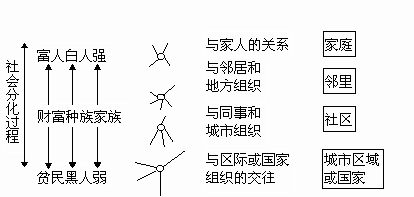 社会分化过程
富人白人强
财富种族家族
贫民黑人弱
与家人的关系
与邻居和
地方组织
与同事和
城市组织
与区际或国家
组织的交往
家庭
邻里
社区
城市区域
或国家